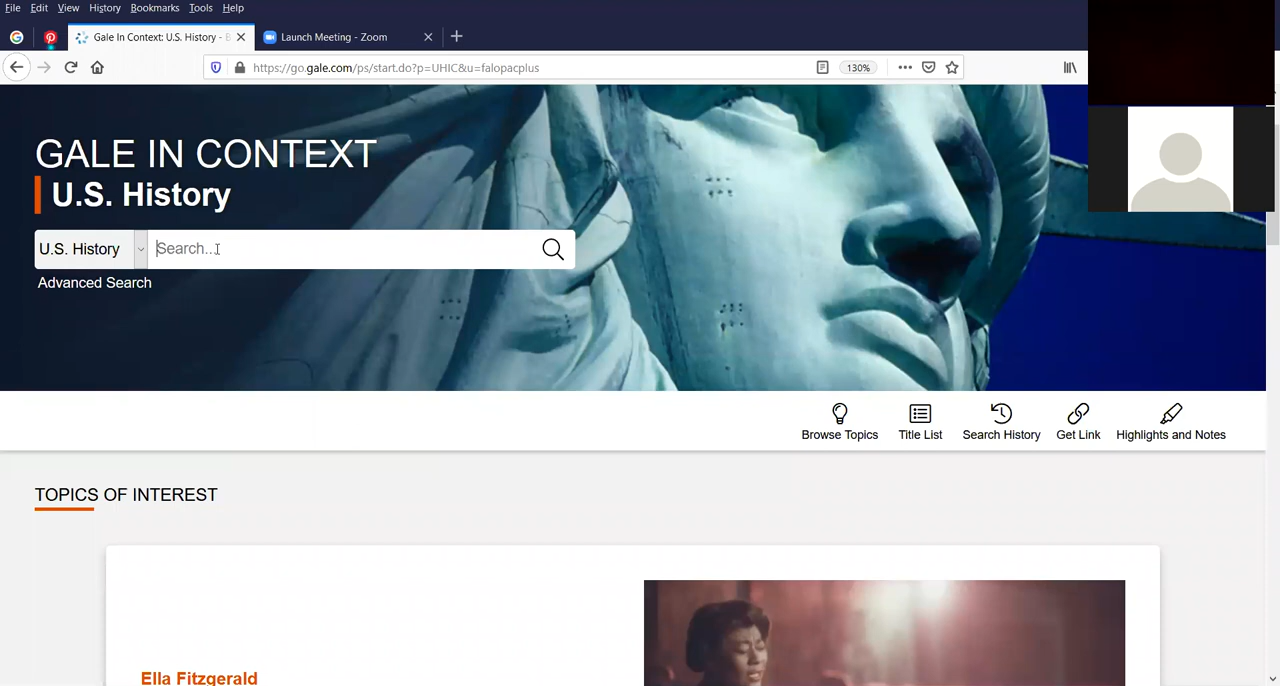 File Edit View History Bookmarks Tools Help
Gale In Context: U.S. History - B
Launch Meeting - Zoom
https://go.gale.com/ps/start.do?p=UHIC&u=falopacplus
130%
GALE IN CONTEXT
U.S. History
U.S. History
Search...
Advanced Search
Browse Topics
Title List
Search History
Get Link
Highlights and Notes
TOPICS OF INTEREST
Ella Fitzgerald